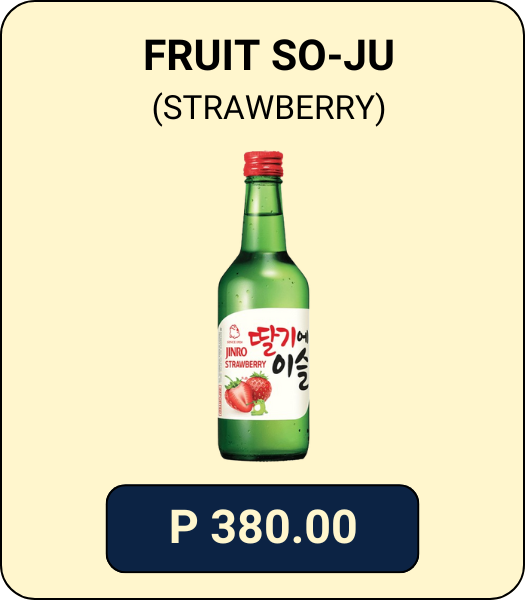 FRUIT SO-JU
(STRAWBERRY)
딸기에
이슬
JINRO
STRAWBERRY
P 380.00